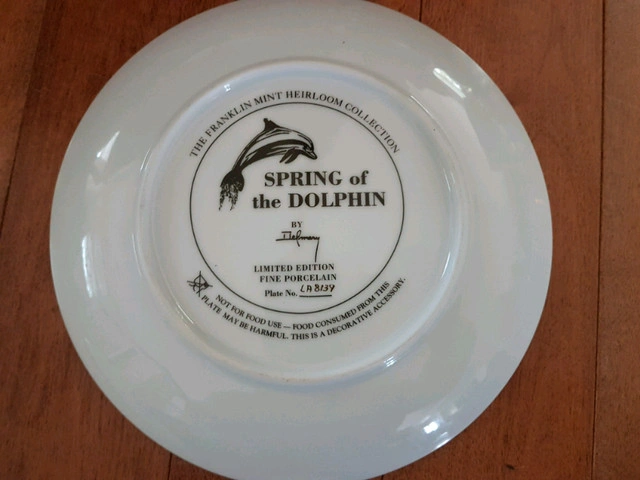 THE FRANKLIN MINT HEIRLOOM COLLECTION
SPRING of
the DOLPHIN
BY
LIMITED EDITION
FINE PORCELAIN
Plate No. LA8139
NOT FOR FOOD USE — FOOD CONSUMED FROM THIS
PLATE MAY BE HARMFUL. THIS IS A DECORATIVE ACCESSORY.